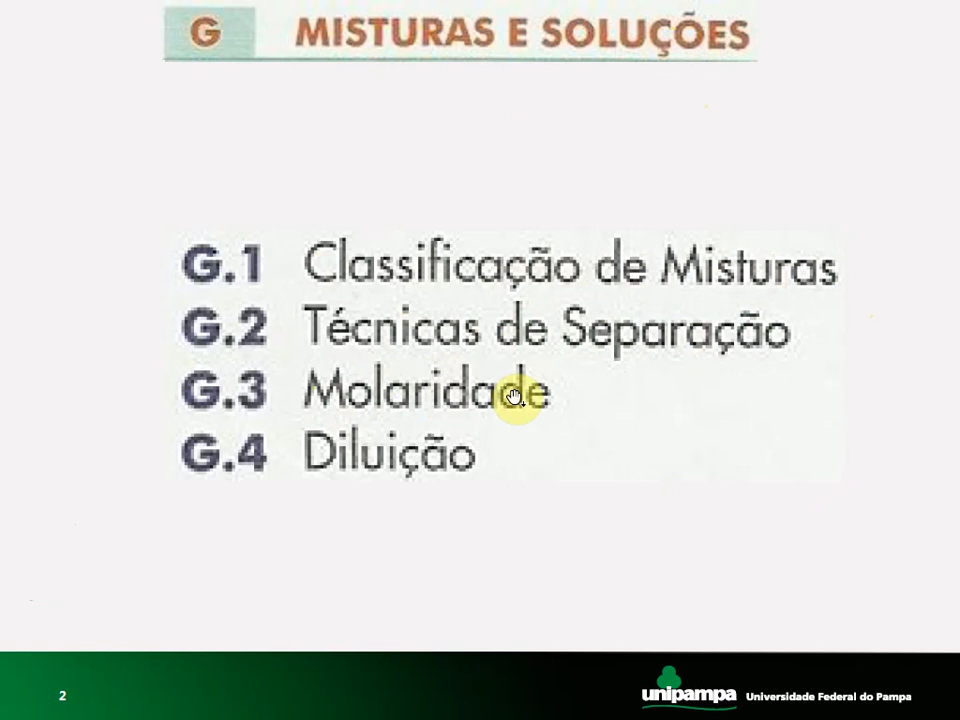 G MISTURAS E SOLUÇÕES
G.1 Classificação de Misturas
G.2 Técnicas de Separação
G.3 Molaridade
G.4 Diluição
2
unipampa Universidade Federal do Pampa